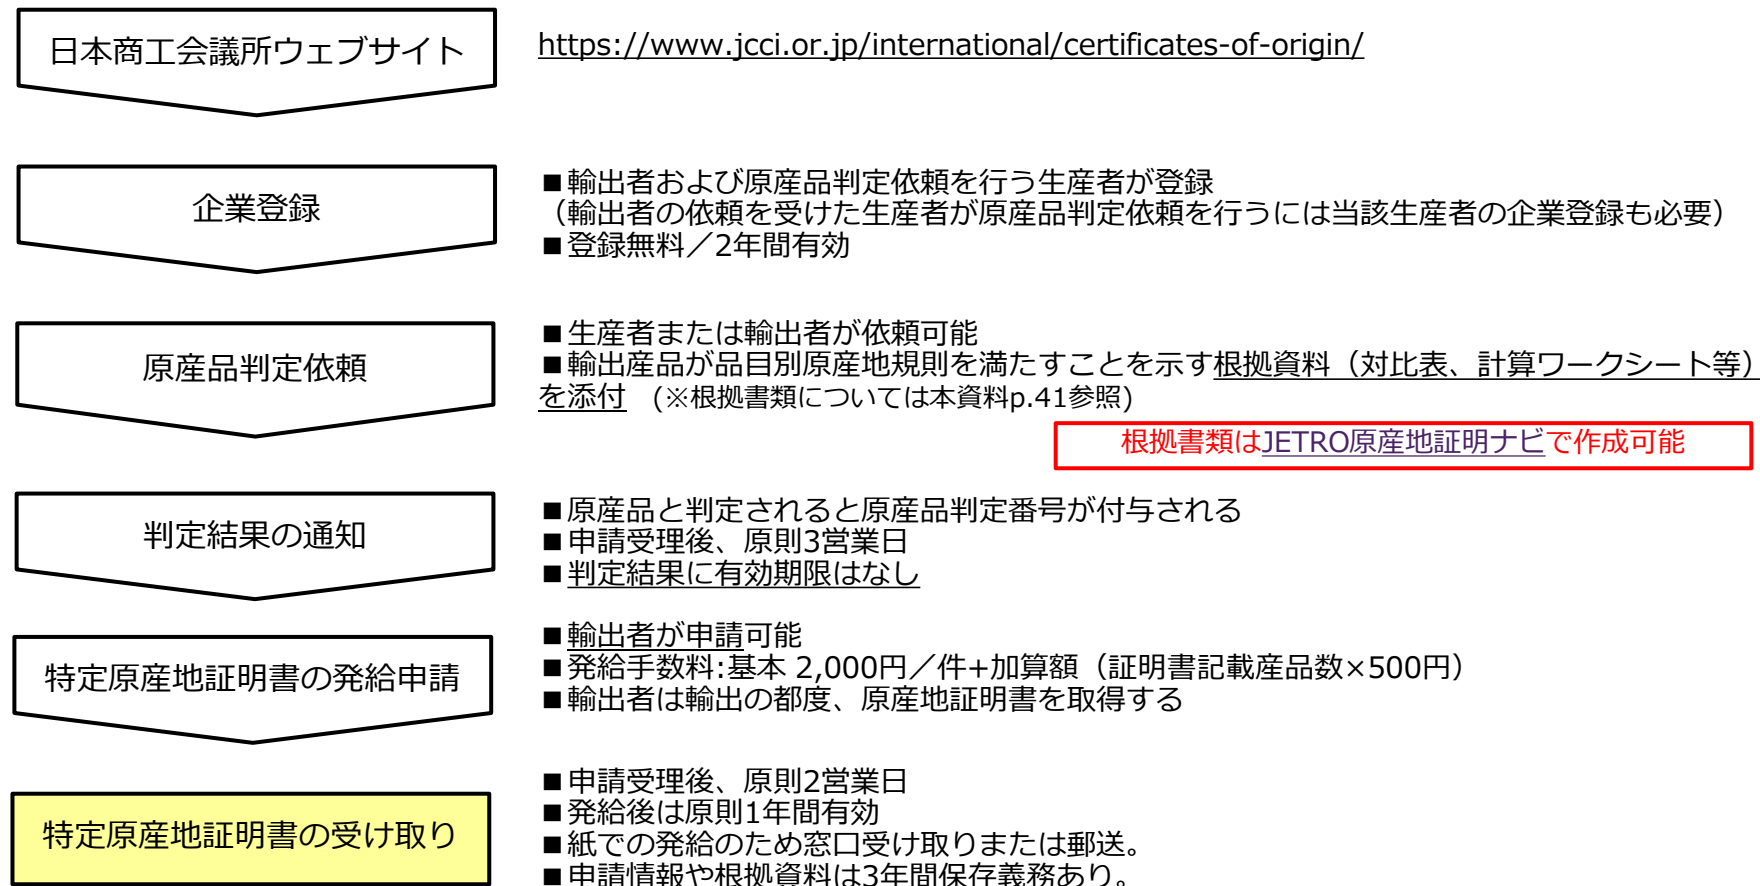 日本商工会議所ウェブサイト
https://www.jcci.or.jp/international/certificates-of-origin/
企業登録
■輸出者および原産品判定依頼を行う生産者が登録
（輸出者の依頼を受けた生産者が原産品判定依頼を行うには当該生産者の企業登録も必要）
■登録無料／2年間有効
原産品判定依頼
■生産者または輸出者が依頼可能
■輸出産品が品目別原産地規則を満たすことを示す根拠資料（対比表、計算ワークシート等）
を添付 (※根拠書類については本資料p.41参照)
根拠書類はJETRO原産地証明ナビで作成可能
判定結果の通知
■原産品と判定されると原産品判定番号が付与される
■申請受理後、原則3営業日
■判定結果に有効期限はなし
特定原産地証明書の発給申請
■輸出者が申請可能
■発給手数料:基本 2,000円／件+加算額（証明書記載産品数×500円）
■輸出者は輸出の都度、原産地証明書を取得する
特定原産地証明書の受け取り
■申請受理後、原則2営業日
■発給後は原則1年間有効
■紙での発給のため窓口受け取りまたは郵送。
■申請情報や根拠資料は3年間保存義務あり。